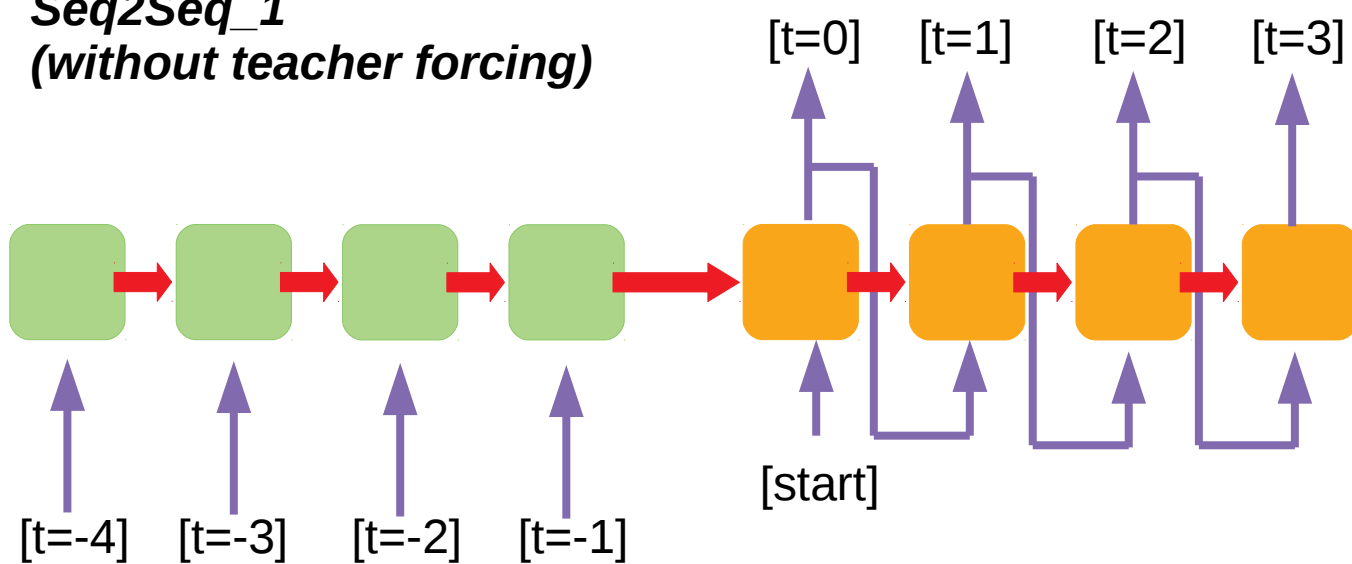 Seq2Seq_1
(without teacher forcing)
[t=0] [t=1] [t=2] [t=3]
[start]
[t=-4] [t=-3] [t=-2] [t=-1]